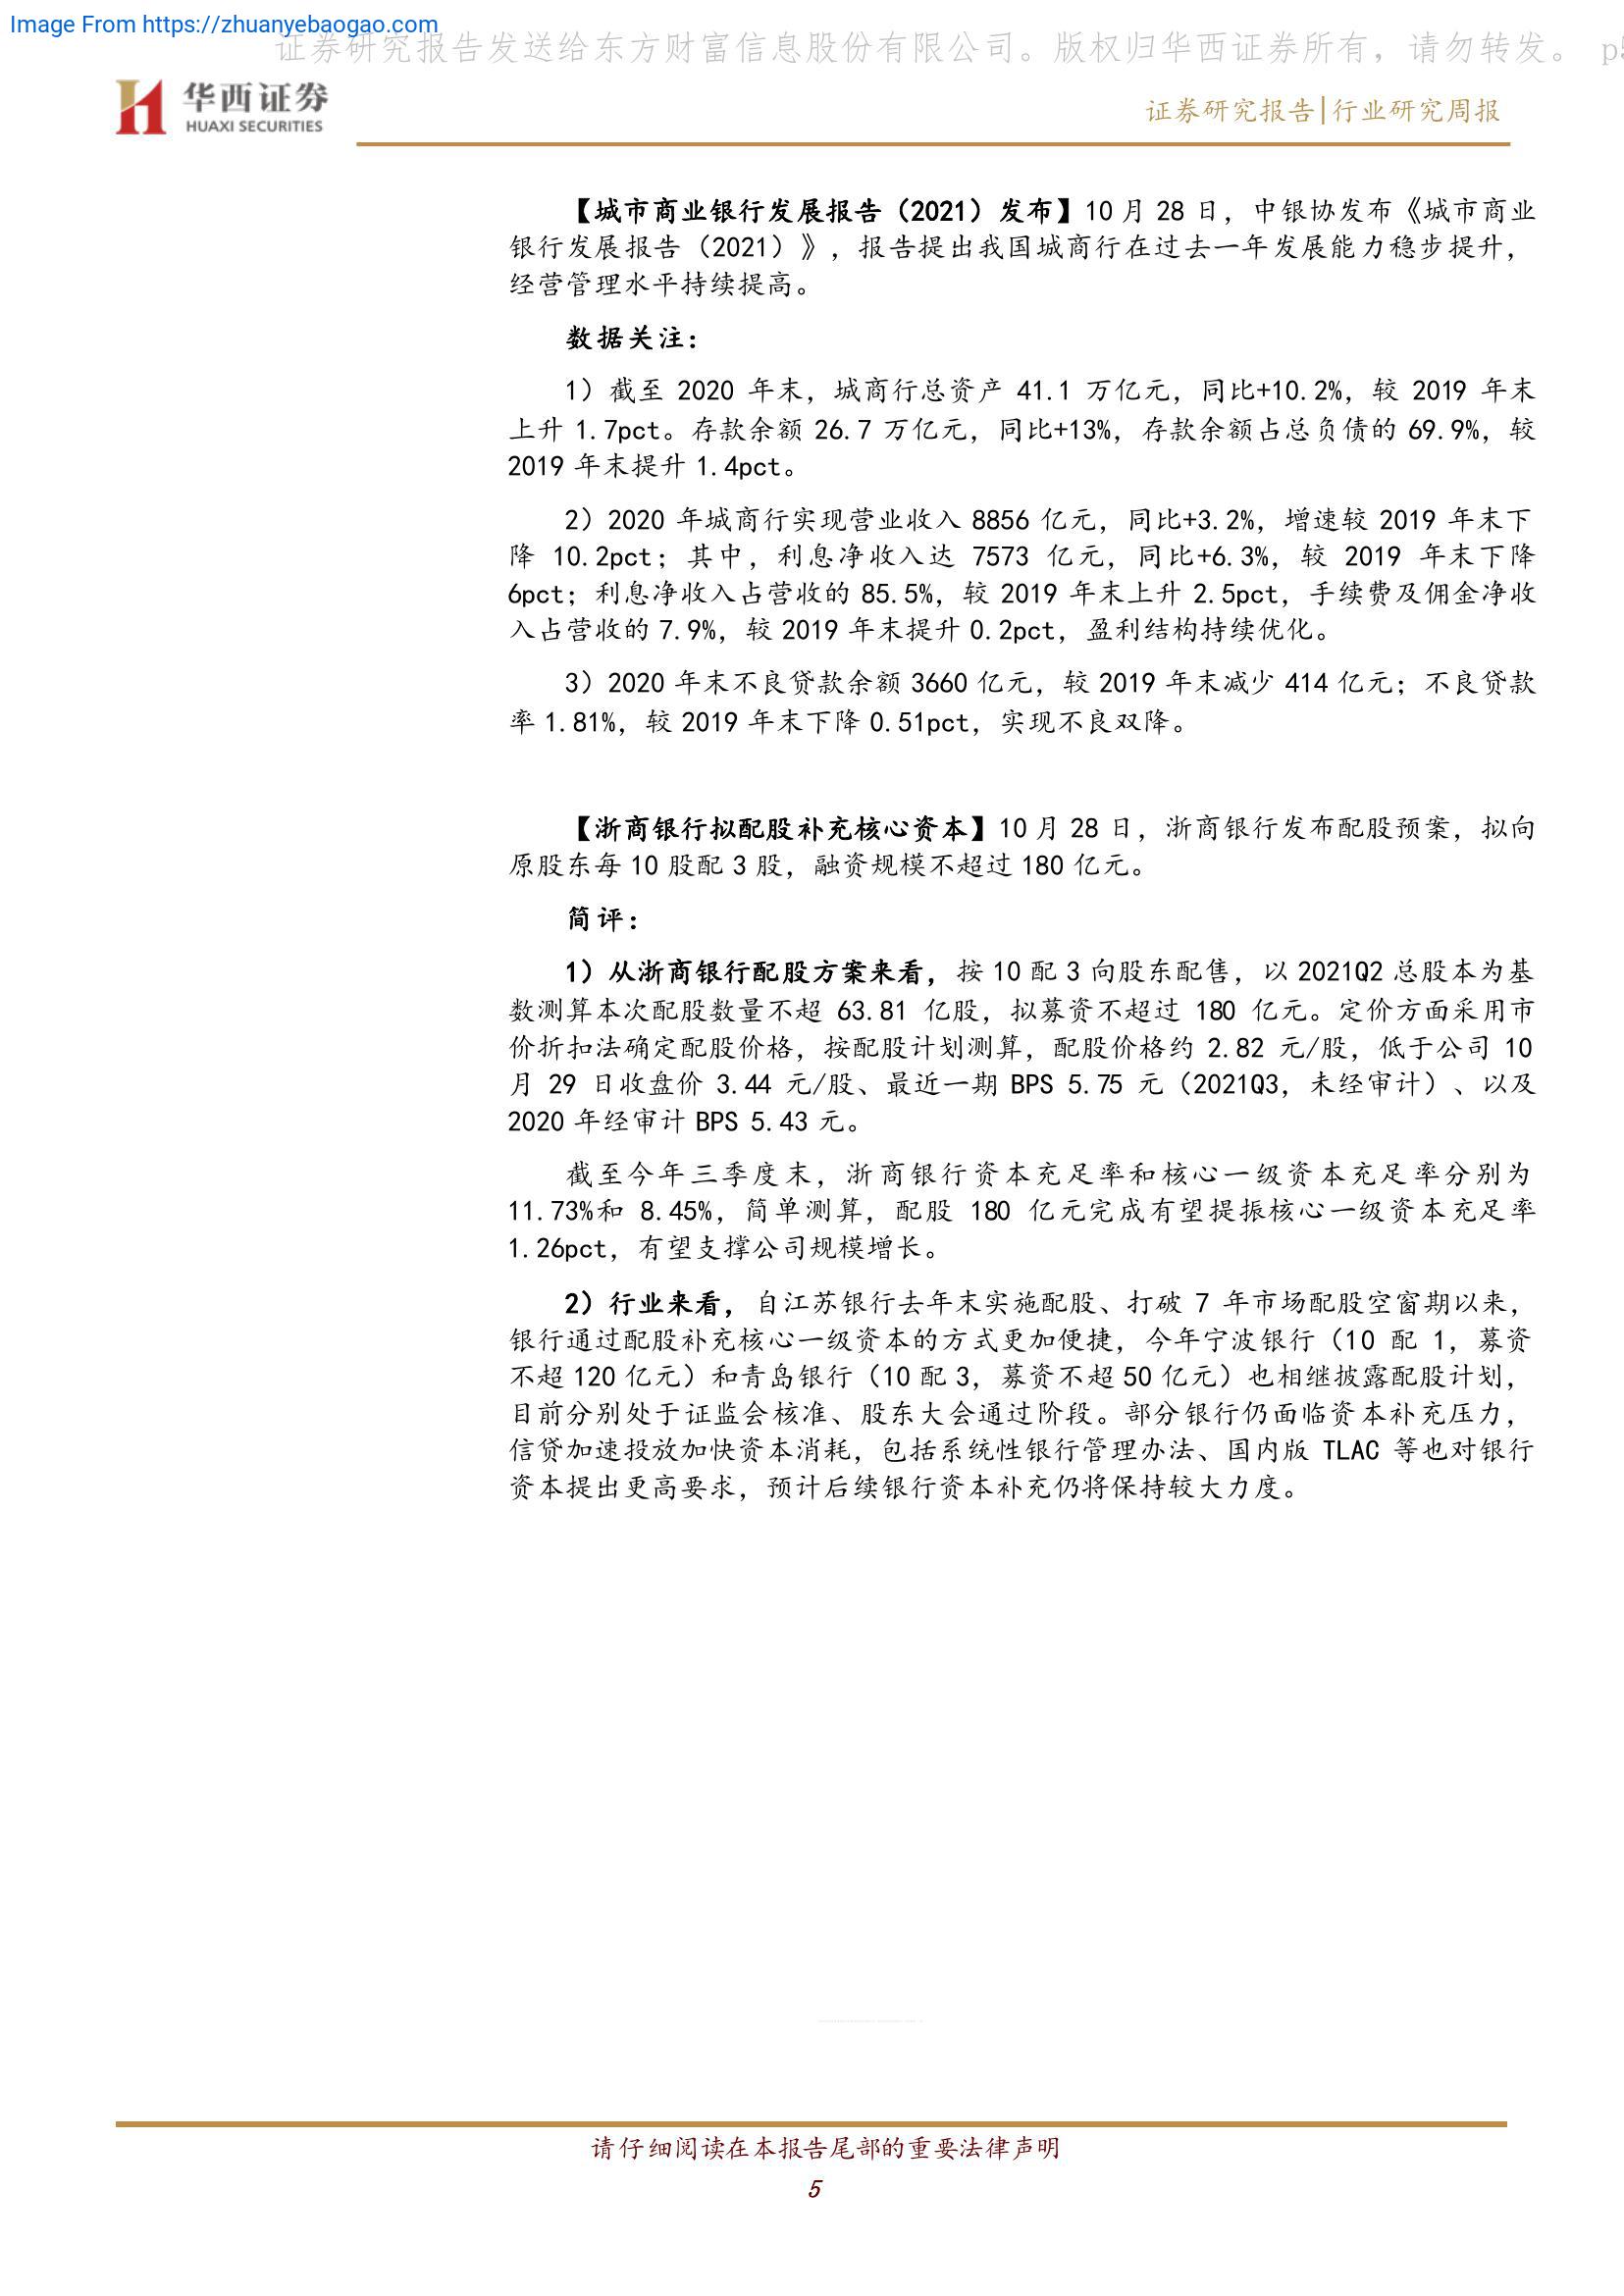 Image From https://zhuanyebaogao.com
证券研究报告发送给东方财富信息股份有限公司。版权归华西证券所有，请勿转发。 p5
华西证券
HUAXI SECURITIES
证券研究报告|行业研究周报
【城市商业银行发展报告（2021）发布】10 月 28 日，中银协发布《城市商业
银行发展报告（2021）》，报告提出我国城商行在过去一年发展能力稳步提升，
经营管理水平持续提高。
数据关注：
1）截至 2020 年末，城商行总资产 41.1 万亿元，同比+10.2%，较 2019 年末
上升 1.7pct。存款余额 26.7 万亿元，同比+13%，存款余额占总负债的 69.9%，较
2019 年末提升 1.4pct。
2）2020 年城商行实现营业收入 8856 亿元，同比+3.2%，增速较 2019 年末下
降 10.2pct；其中，利息净收入达 7573 亿元，同比+6.3%，较 2019 年末下降
6pct；利息净收入占营收的 85.5%，较 2019 年末上升 2.5pct，手续费及佣金净收
入占营收的 7.9%，较 2019 年末提升 0.2pct，盈利结构持续优化。
3）2020 年末不良贷款余额 3660 亿元，较 2019 年末减少 414 亿元；不良贷款
率 1.81%，较 2019 年末下降 0.51pct，实现不良双降。
【浙商银行拟配股补充核心资本】10 月 28 日，浙商银行发布配股预案，拟向
原股东每 10 股配 3 股，融资规模不超过 180 亿元。
简评：
1）从浙商银行配股方案来看，按 10 配 3 向股东配售，以 2021Q2 总股本为基
数测算本次配股数量不超 63.81 亿股，拟募资不超过 180 亿元。定价方面采用市
价折扣法确定配股价格，按配股计划测算，配股价格约 2.82 元/股，低于公司 10
月 29 日收盘价 3.44 元/股、最近一期 BPS 5.75 元（2021Q3，未经审计）、以及
2020 年经审计 BPS 5.43 元。
截至今年三季度末，浙商银行资本充足率和核心一级资本充足率分别为
11.73%和 8.45%，简单测算，配股 180 亿元完成有望提振核心一级资本充足率
1.26pct，有望支撑公司规模增长。
2）行业来看，自江苏银行去年末实施配股、打破 7 年市场配股空窗期以来，
银行通过配股补充核心一级资本的方式更加便捷，今年宁波银行（10 配 1，募资
不超 120 亿元）和青岛银行（10 配 3，募资不超 50 亿元）也相继披露配股计划，
目前分别处于证监会核准、股东大会通过阶段。部分银行仍面临资本补充压力，
信贷加速投放加快资本消耗，包括系统性银行管理办法、国内版 TLAC 等也对银行
资本提出更高要求，预计后续银行资本补充仍将保持较大力度。
请仔细阅读在本报告尾部的重要法律声明
5